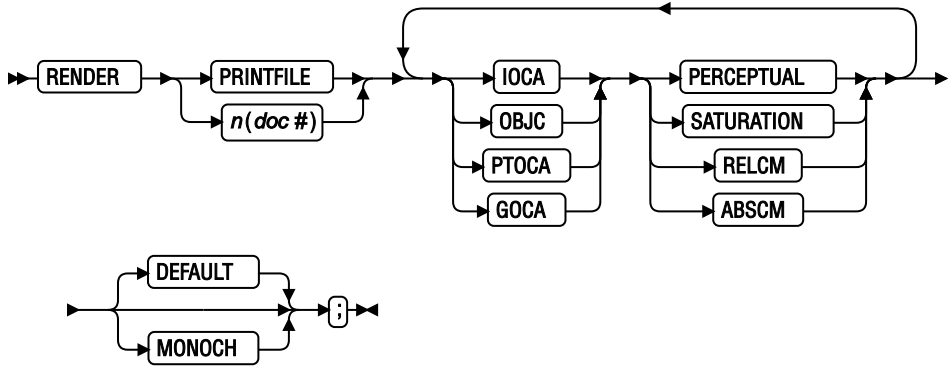 RENDER PRINTFILE IOCA PERCEPTUAL
n(doc #) OBJC SATURATION
PTOCA RELCM
GOCA ABSCM
DEFAULT
;
MONOCH